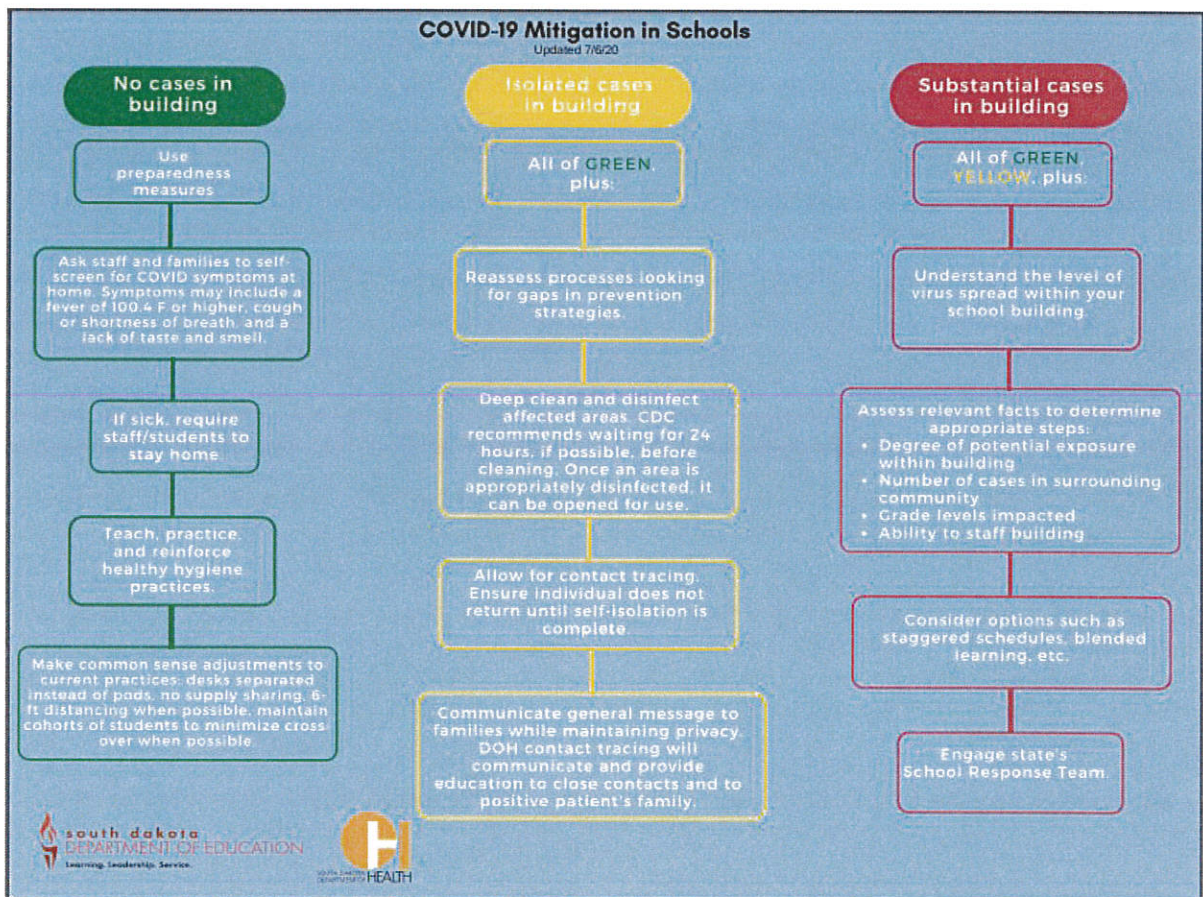 COVID-19 Mitigation in Schools
Updated 7/6/20
No cases in
building
Use
preparedness
measures
Ask staff and families to self-
screen for COVID symptoms at
home. Symptoms may include a
fever of 100.4 F or higher, cough
or shortness of breath, and a
lack of taste and smell.
If sick, require
staff/students to
stay home.
Teach, practice,
and reinforce
healthy hygiene
practices.
Make common sense adjustments to
current practices: desks separated
instead of pods, no supply sharing, 6-
ft distancing when possible, maintain
cohorts of students to minimize cross-
over when possible.
Isolated cases
in building
All of GREEN,
plus:
Reassess processes looking
for gaps in prevention
strategies.
Deep clean and disinfect
affected areas. CDC
recommends waiting for 24
hours, if possible, before
cleaning. Once an area is
appropriately disinfected, it
can be opened for use.
Allow for contact tracing.
Ensure individual does not
return until self-isolation is
complete.
Communicate general message to
families while maintaining privacy.
DOH contact tracing will
communicate and provide
education to close contacts and to
positive patient's family.
Substantial cases
in building
All of GREEN,
YELLOW, plus:
Understand the level of
virus spread within your
school building.
Assess relevant facts to determine
appropriate steps:
• Degree of potential exposure
within building
• Number of cases in surrounding
community
• Grade levels impacted
• Ability to staff building
Consider options such as
staggered schedules, blended
learning, etc.
Engage state's
School Response Team.
south dakota
DEPARTMENT OF EDUCATION
Learning. Leadership. Service.
SOUTH DAKOTA
DEPARTMENT OF HEALTH